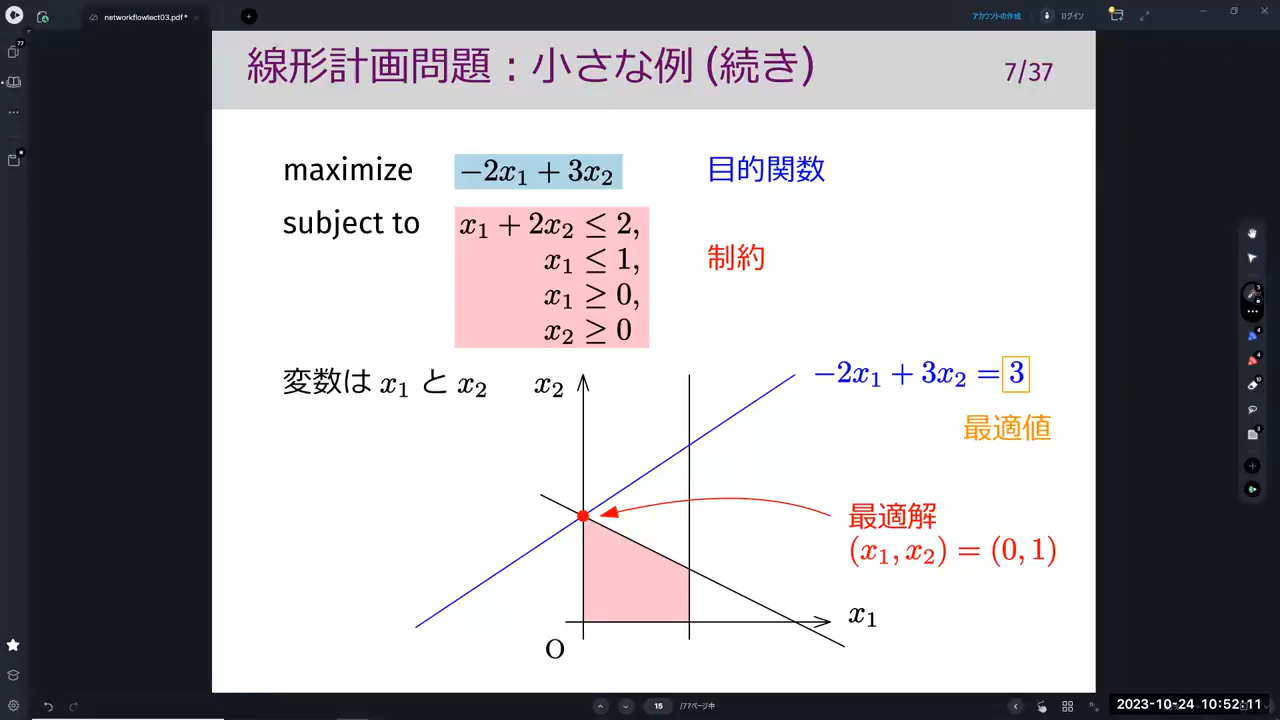 networkflowlect03.pdf*
アカウントの作成
ログイン
77
線形計画問題：小さな例 (続き)
7/37
maximize −2x₁ + 3x₂ 目的関数
subject to x₁ + 2x₂ ≤ 2,
x₁ ≤ 1,
制約
x₁ ≥ 0,
x₂ ≥ 0
変数は x₁ と x₂
x₂
−2x₁ + 3x₂ = 3
最適値
最適解
(x₁, x₂) = (0, 1)
x₁
O
15 /77ページ中
2023-10-24 10:52:11